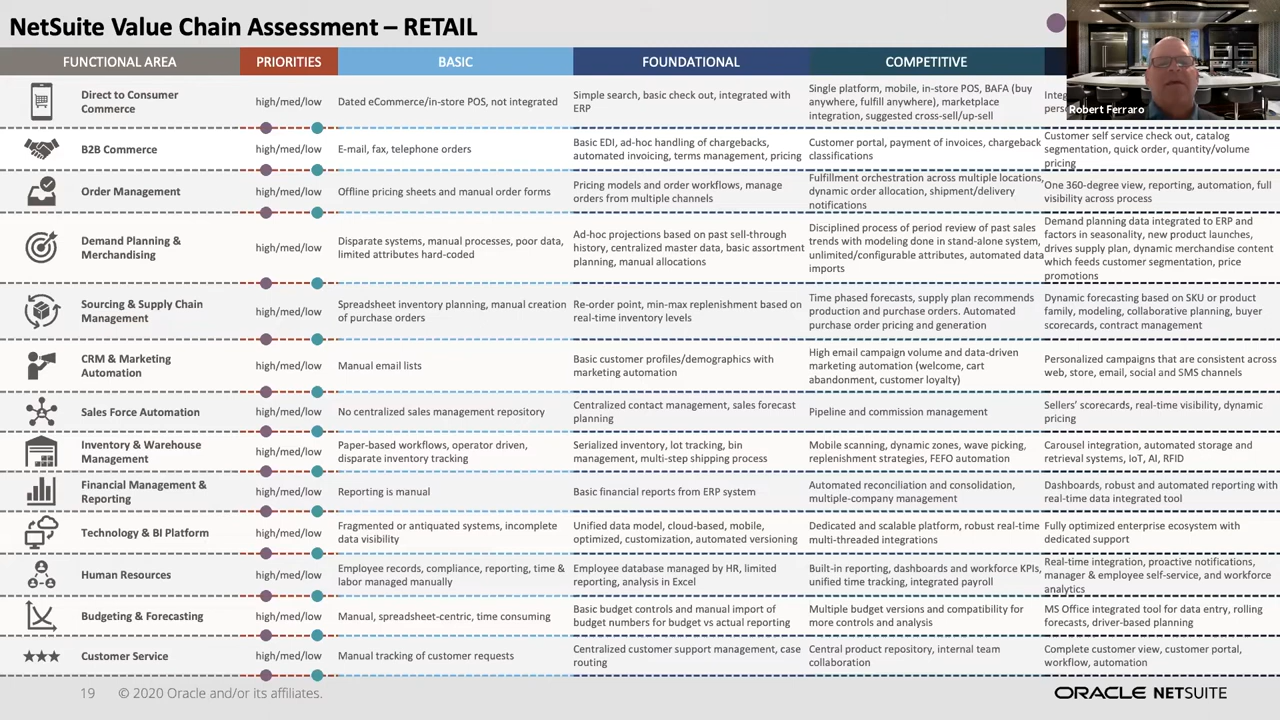 NetSuite Value Chain Assessment – RETAIL
FUNCTIONAL AREA
PRIORITIES
BASIC
FOUNDATIONAL
COMPETITIVE
Robert Ferraro
Direct to Consumer
Commerce
high/med/low
Dated eCommerce/in-store POS, not integrated
Simple search, basic check out, integrated with
ERP
Single platform, mobile, in-store POS, BAFA (buy
anywhere, fulfill anywhere), marketplace
integration, suggested cross-sell/up-sell
B2B Commerce
high/med/low
E-mail, fax, telephone orders
Basic EDI, ad-hoc handling of chargebacks,
automated invoicing, terms management, pricing
Customer portal, payment of invoices, chargeback
classifications
Customer self service check out, catalog
segmentation, quick order, quantity/volume
pricing
Order Management
high/med/low
Offline pricing sheets and manual order forms
Pricing models and order workflows, manage
orders from multiple channels
Fulfillment orchestration across multiple locations,
dynamic order allocation, shipment/delivery
notifications
One 360-degree view, reporting, automation, full
visibility across process
Demand Planning &
Merchandising
high/med/low
Disparate systems, manual processes, poor data,
limited attributes hard-coded
Ad-hoc projections based on past sell-through
history, centralized master data, basic assortment
planning, manual allocations
Disciplined process of period review of past sales
trends with modeling done in stand-alone system,
unlimited/configurable attributes, automated data
imports
Demand planning data integrated to ERP and
factors in seasonality, new product launches,
drives supply plan, dynamic merchandise content
which feeds customer segmentation, price
promotions
Sourcing & Supply Chain
Management
high/med/low
Spreadsheet inventory planning, manual creation
of purchase orders
Re-order point, min-max replenishment based on
real-time inventory levels
Time phased forecasts, supply plan recommends
production and purchase orders. Automated
purchase order pricing and generation
Dynamic forecasting based on SKU or product
family, modeling, collaborative planning, buyer
scorecards, contract management
CRM & Marketing
Automation
high/med/low
Manual email lists
Basic customer profiles/demographics with
marketing automation
High email campaign volume and data-driven
marketing automation (welcome, cart
abandonment, customer loyalty)
Personalized campaigns that are consistent across
web, store, email, social and SMS channels
Sales Force Automation
high/med/low
No centralized sales management repository
Centralized contact management, sales forecast
planning
Pipeline and commission management
Sellers' scorecards, real-time visibility, dynamic
pricing
Inventory & Warehouse
Management
high/med/low
Paper-based workflows, operator driven,
disparate inventory tracking
Serialized inventory, lot tracking, bin
management, multi-step shipping process
Mobile scanning, dynamic zones, wave picking,
replenishment strategies, FEFO automation
Carousel integration, automated storage and
retrieval systems, IoT, AI, RFID
Financial Management &
Reporting
high/med/low
Reporting is manual
Basic financial reports from ERP system
Automated reconciliation and consolidation,
multiple-company management
Dashboards, robust and automated reporting with
real-time data integrated tool
Technology & BI Platform
high/med/low
Fragmented or antiquated systems, incomplete
data visibility
Unified data model, cloud-based, mobile,
optimized, customization, automated versioning
Dedicated and scalable platform, robust real-time
multi-threaded integrations
Fully optimized enterprise ecosystem with
dedicated support
Human Resources
high/med/low
Employee records, compliance, reporting, time &
labor managed manually
Employee database managed by HR, limited
reporting, analysis in Excel
Built-in reporting, dashboards and workforce KPIs,
unified time tracking, integrated payroll
Real-time integration, proactive notifications,
manager & employee self-service, and workforce
analytics
Budgeting & Forecasting
high/med/low
Manual, spreadsheet-centric, time consuming
Basic budget controls and manual import of
budget numbers for budget vs actual reporting
Multiple budget versions and compatibility for
more controls and analysis
MS Office integrated tool for data entry, rolling
forecasts, driver-based planning
Customer Service
high/med/low
Manual tracking of customer requests
Centralized customer support management, case
routing
Central product repository, internal team
collaboration
Complete customer view, customer portal,
workflow, automation
19 © 2020 Oracle and/or its affiliates.
ORACLE NETSUITE